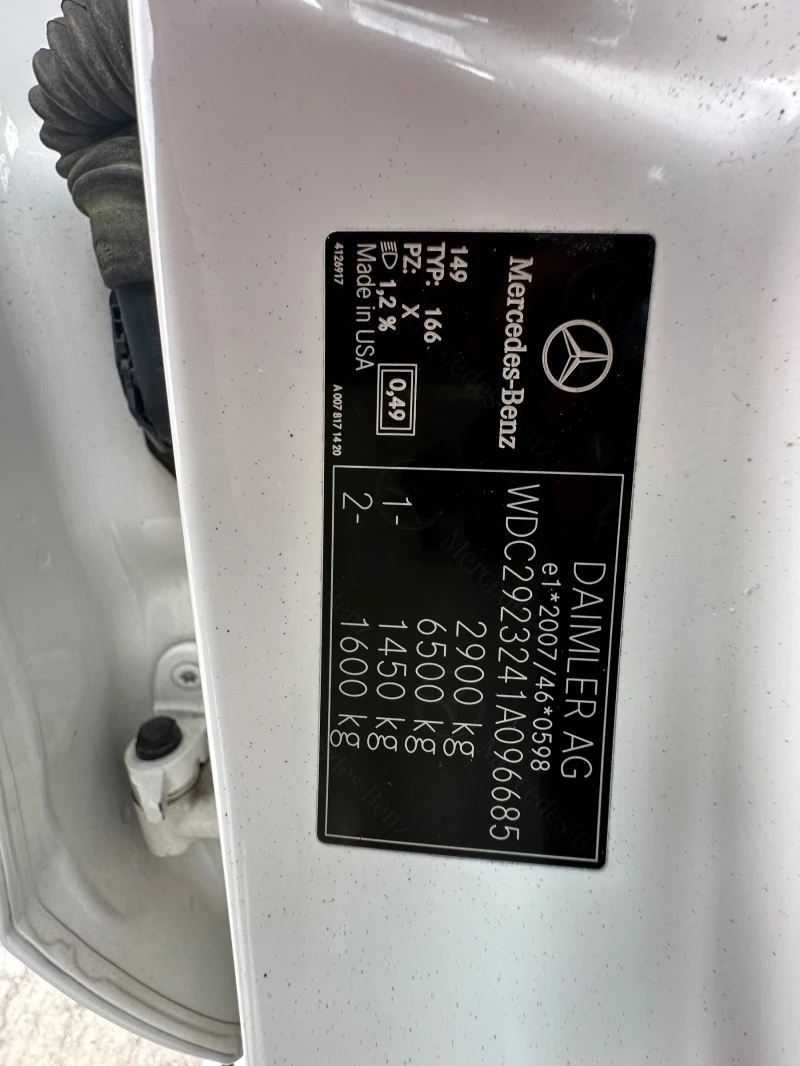 Mercedes-Benz
149
TYP: 166
PZ: X
1,2 %
0,49
Made in USA
4126917
A 007 817 14 20
DAIMLER AG
e1*2007/46*0598
WDC2923241A096685
2900 kg
6500 kg
1- 1450 kg
2- 1600 kg